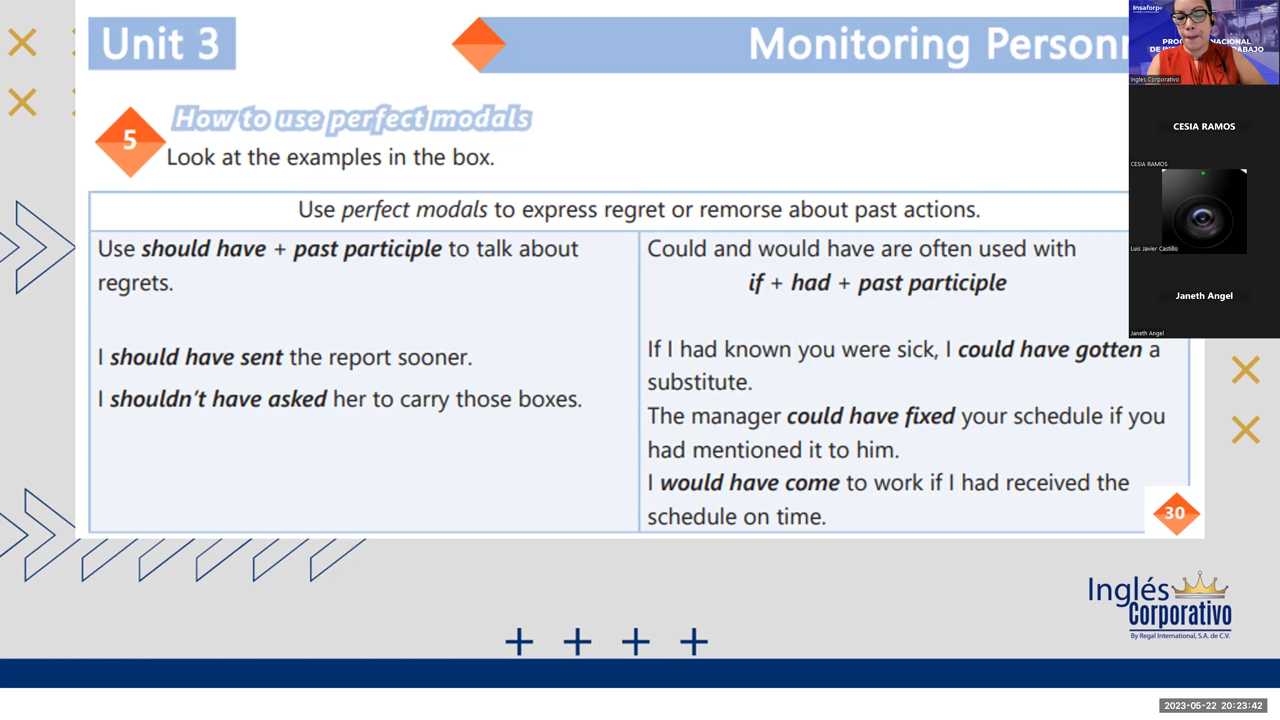 Unit 3
Monitoring Person
5
How to use perfect modals
Look at the examples in the box.
Use perfect modals to express regret or remorse about past actions.
Use should have + past participle to talk about
regrets.
I should have sent the report sooner.
I shouldn't have asked her to carry those boxes.
Could and would have are often used with
if + had + past participle
If I had known you were sick, I could have gotten a
substitute.
The manager could have fixed your schedule if you
had mentioned it to him.
I would have come to work if I had received the
schedule on time.
30
Inglés
Corporativo
By Regal International, S.A. de C.V.
Insaforp
NACIONAL
Inglés Corporativo
CESIA RAMOS
CESIA RAMOS
Luis Javier Castillo
Janeth Angel
Janeth Angel
2023-05-22 20:23:42